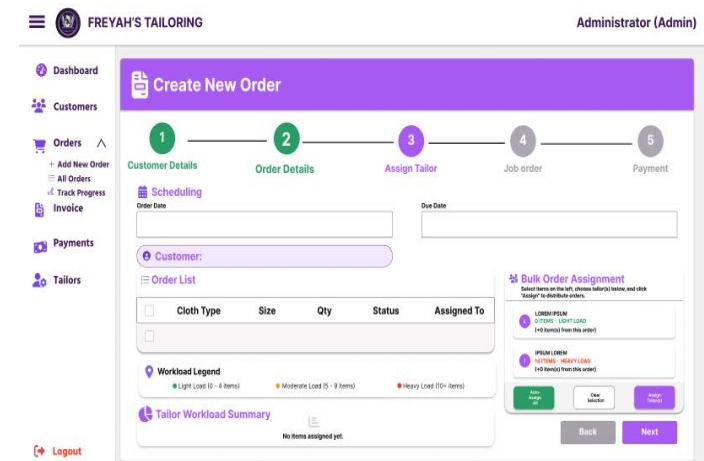 FREYAH'S TAILORING
Administrator (Admin)
Dashboard
Customers
Orders
+ Add New Order
All Orders
Track Progress
Invoice
Payments
Tailors
Logout
Create New Order
1
2
3
4
5
Customer Details
Order Details
Assign Tailor
Job order
Payment
Scheduling
Order Date
Due Date
Customer:
Order List
Cloth Type Size Qty Status Assigned To
Workload Legend
Light Load (0 - 4 items) Moderate Load (5 - 9 items) Heavy Load (10+ items)
Tailor Workload Summary
No items assigned yet.
Bulk Order Assignment
Select items on the left, choose tailor(s) below, and click
"Assign" to distribute orders.
LOREM IPSUM
0 ITEMS - LIGHT LOAD
(+0 item(s) from this order)
IPSUM LOREM
14 ITEMS - HEAVY LOAD
(+0 item(s) from this order)
Auto-
Assign
All
Clear
Selection
Assign
Tailor(s)
Back
Next